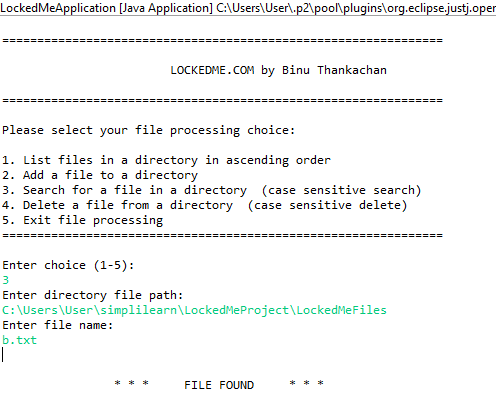 LockedMeApplication [Java Application] C:\Users\User\.p2\pool\plugins\org.eclipse.justj.oper
===============================================================
LOCKEDME.COM by Binu Thankachan
===============================================================
Please select your file processing choice:
1. List files in a directory in ascending order
2. Add a file to a directory
3. Search for a file in a directory  (case sensitive search)
4. Delete a file from a directory  (case sensitive delete)
5. Exit file processing
===============================================================
Enter choice (1-5):
3
Enter directory file path:
C:\Users\User\simplilearn\LockedMeProject\LockedMeFiles
Enter file name:
b.txt
* * *     FILE FOUND     * * *